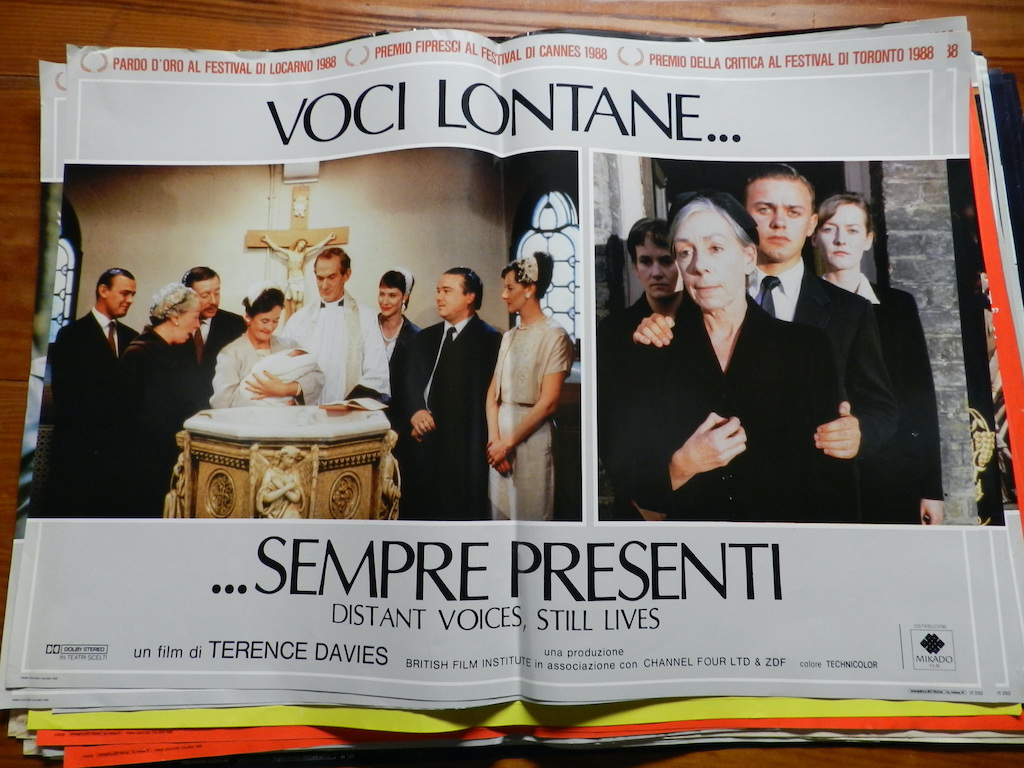 PARDO D'ORO AL FESTIVAL DI LOCARNO 1988 PREMIO FIPRESCI AL FESTIVAL DI CANNES 1988 PREMIO DELLA CRITICA AL FESTIVAL DI TORONTO 1988 88
VOCI LONTANE...
...SEMPRE PRESENTI
DISTANT VOICES, STILL LIVES
DOLBY STEREO
IN TEATRI SCELTI
un film di TERENCE DAVIES
una produzione
BRITISH FILM INSTITUTE in associazione con CHANNEL FOUR LTD & ZDF colore TECHNICOLOR
DISTRIBUZIONE
MIKADO
FILM